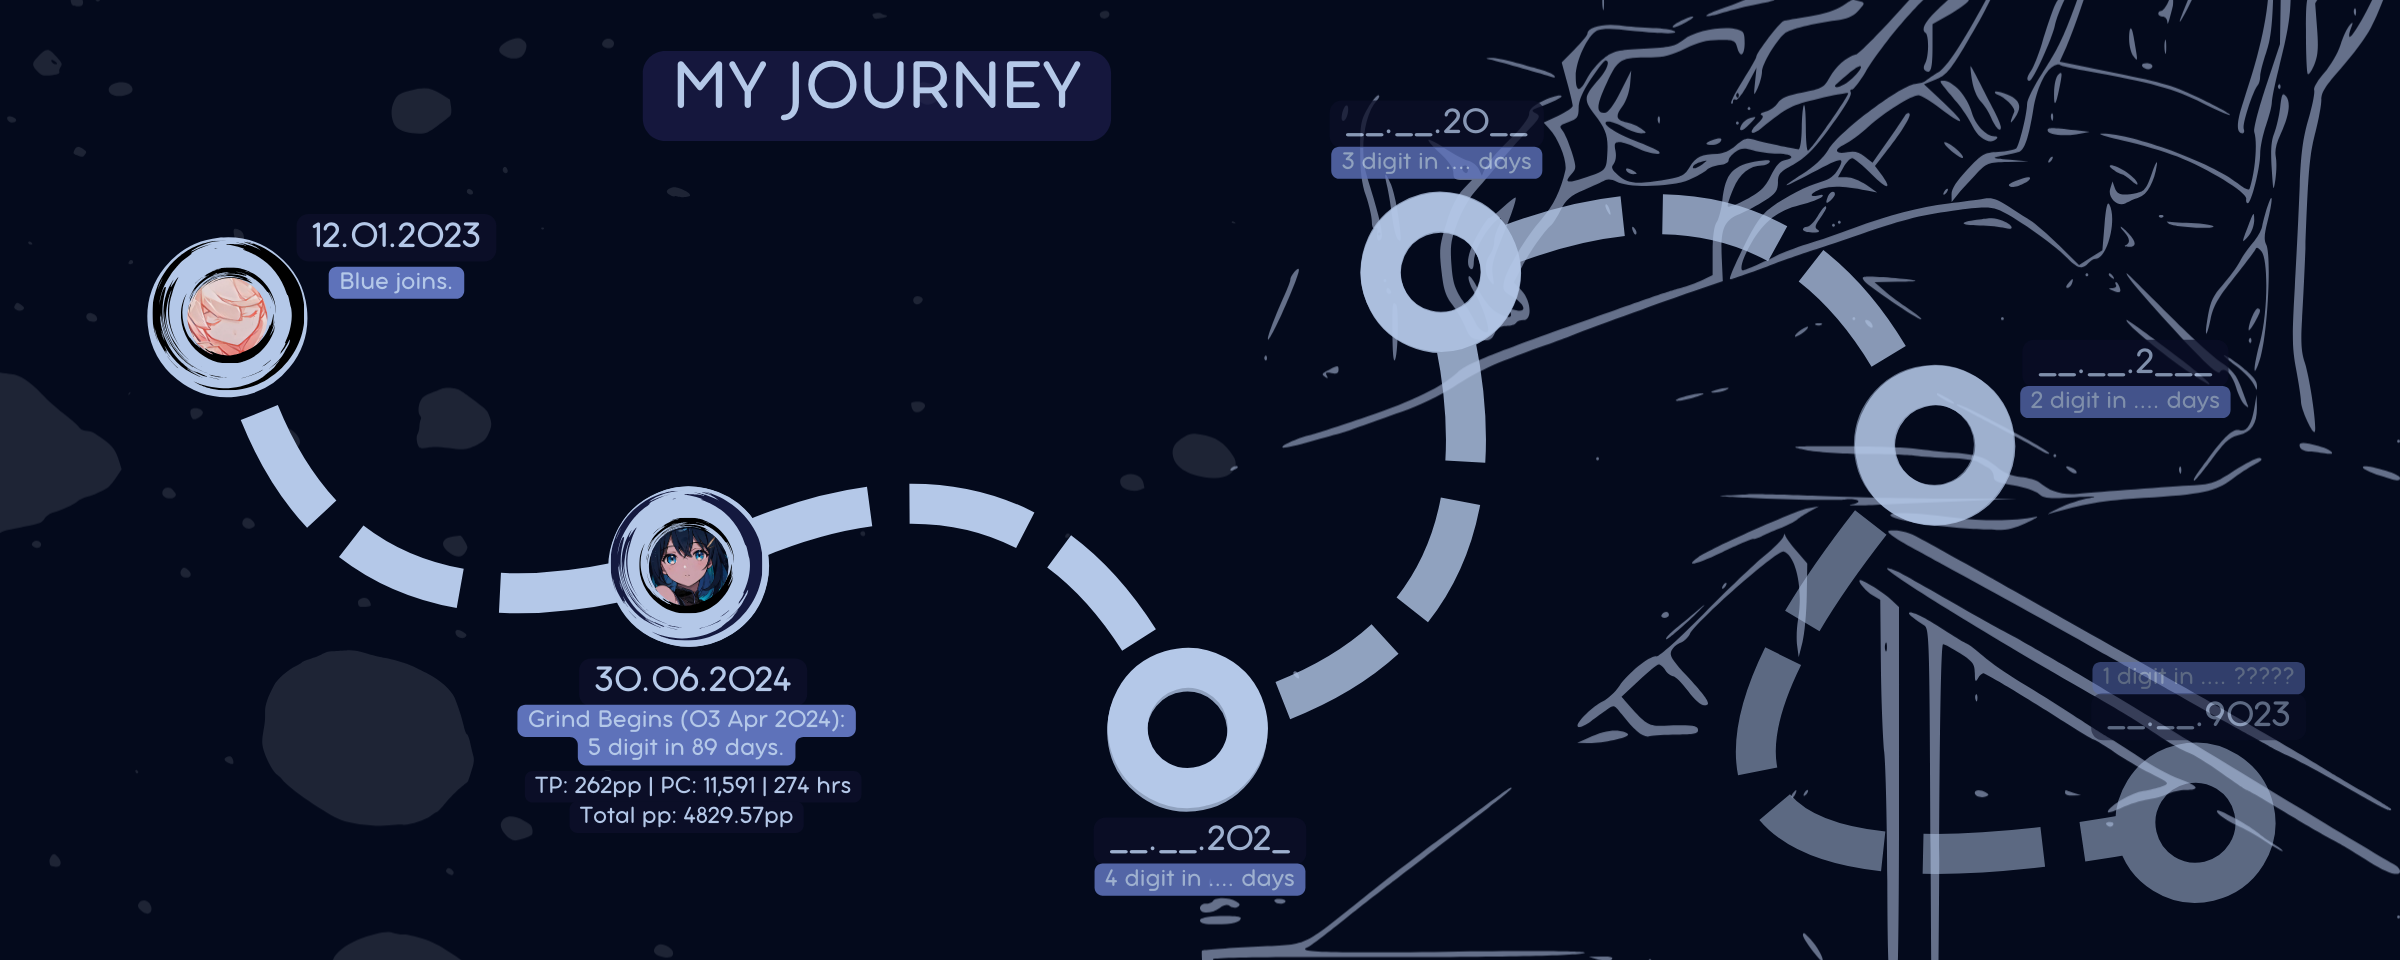 MY JOURNEY
12.01.2023
Blue joins.
30.06.2024
Grind Begins (03 Apr 2024):
5 digit in 89 days.
TP: 262pp | PC: 11,591 | 274 hrs
Total pp: 4829.57pp
__.__.202_
4 digit in .... days
__.__.20__
3 digit in .... days
__.__.2___
2 digit in .... days
1 digit in .... ?????
__.__.9023